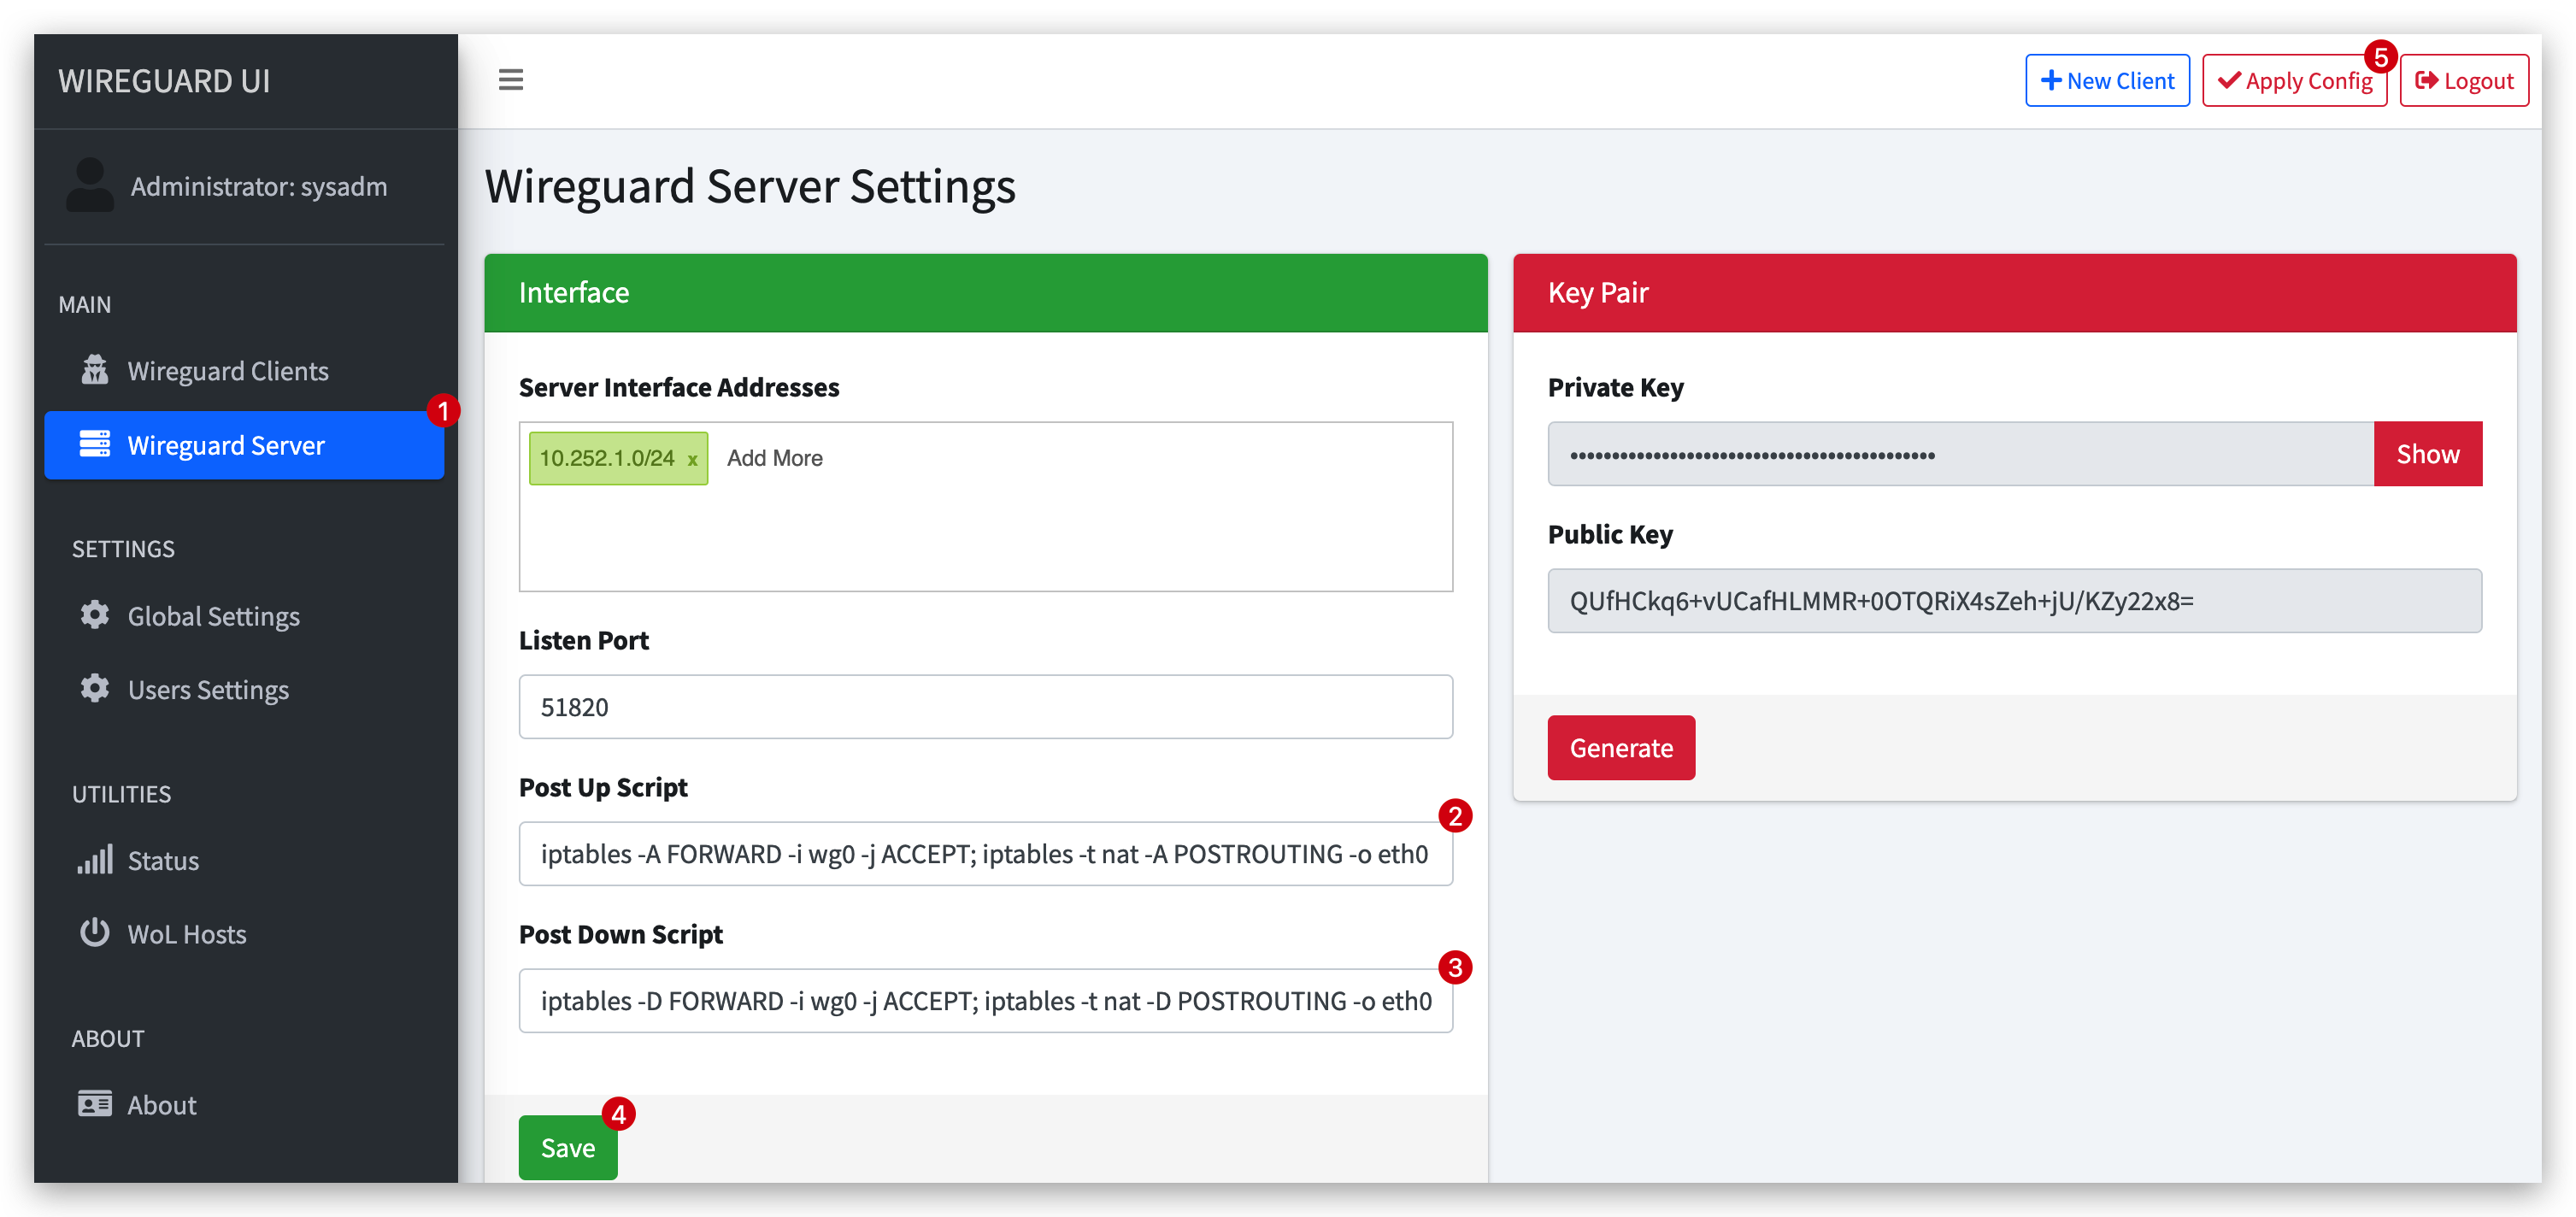 WIREGUARD UI
New Client
Apply Config
5
Logout
Administrator: sysadm
MAIN
Wireguard Clients
Wireguard Server
1
SETTINGS
Global Settings
Users Settings
UTILITIES
Status
WoL Hosts
ABOUT
About
Wireguard Server Settings
Interface
Server Interface Addresses
10.252.1.0/24 x Add More
Listen Port
51820
Post Up Script
2
iptables -A FORWARD -i wg0 -j ACCEPT; iptables -t nat -A POSTROUTING -o eth0
Post Down Script
3
iptables -D FORWARD -i wg0 -j ACCEPT; iptables -t nat -D POSTROUTING -o eth0
Save
4
Key Pair
Private Key
Show
Public Key
QUfHCkq6+vUCafHLMMR+0OTQRiX4sZeh+jU/KZy22x8=
Generate